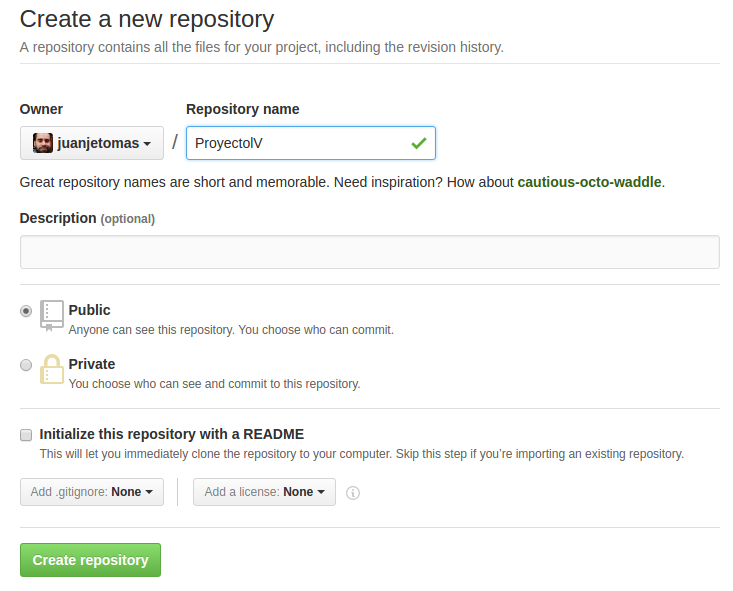 Create a new repository
A repository contains all the files for your project, including the revision history.
Owner Repository name
juanjetomas / ProyectoIV
Great repository names are short and memorable. Need inspiration? How about cautious-octo-waddle.
Description (optional)
Public
Anyone can see this repository. You choose who can commit.
Private
You choose who can see and commit to this repository.
Initialize this repository with a README
This will let you immediately clone the repository to your computer. Skip this step if you’re importing an existing repository.
Add .gitignore: None Add a license: None
Create repository